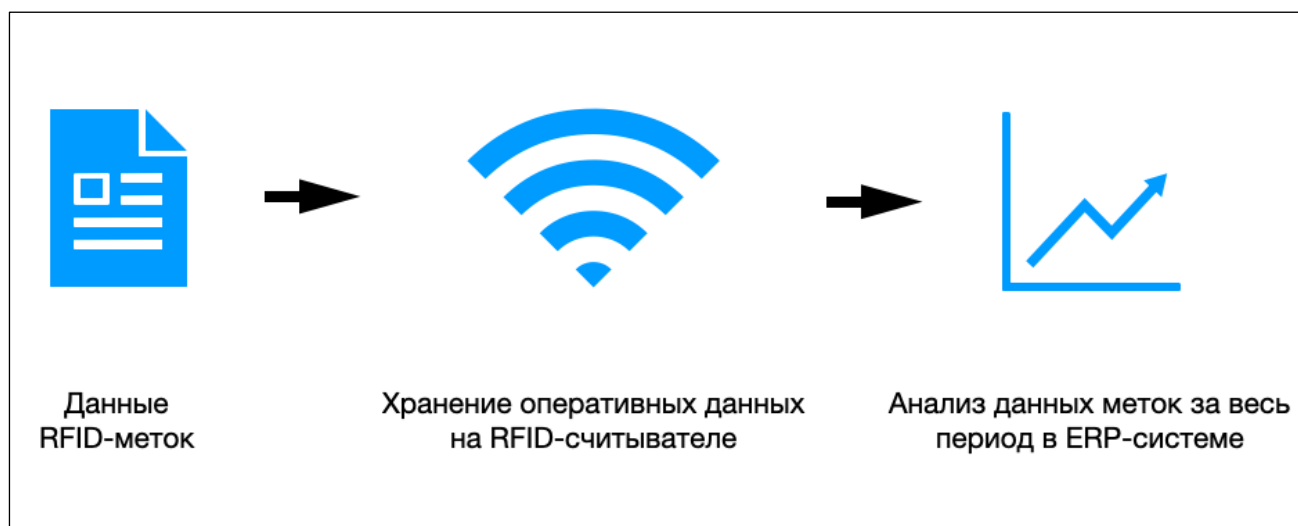 Данные
RFID-меток
Хранение оперативных данных
на RFID-считывателе
Анализ данных меток за весь
период в ERP-системе